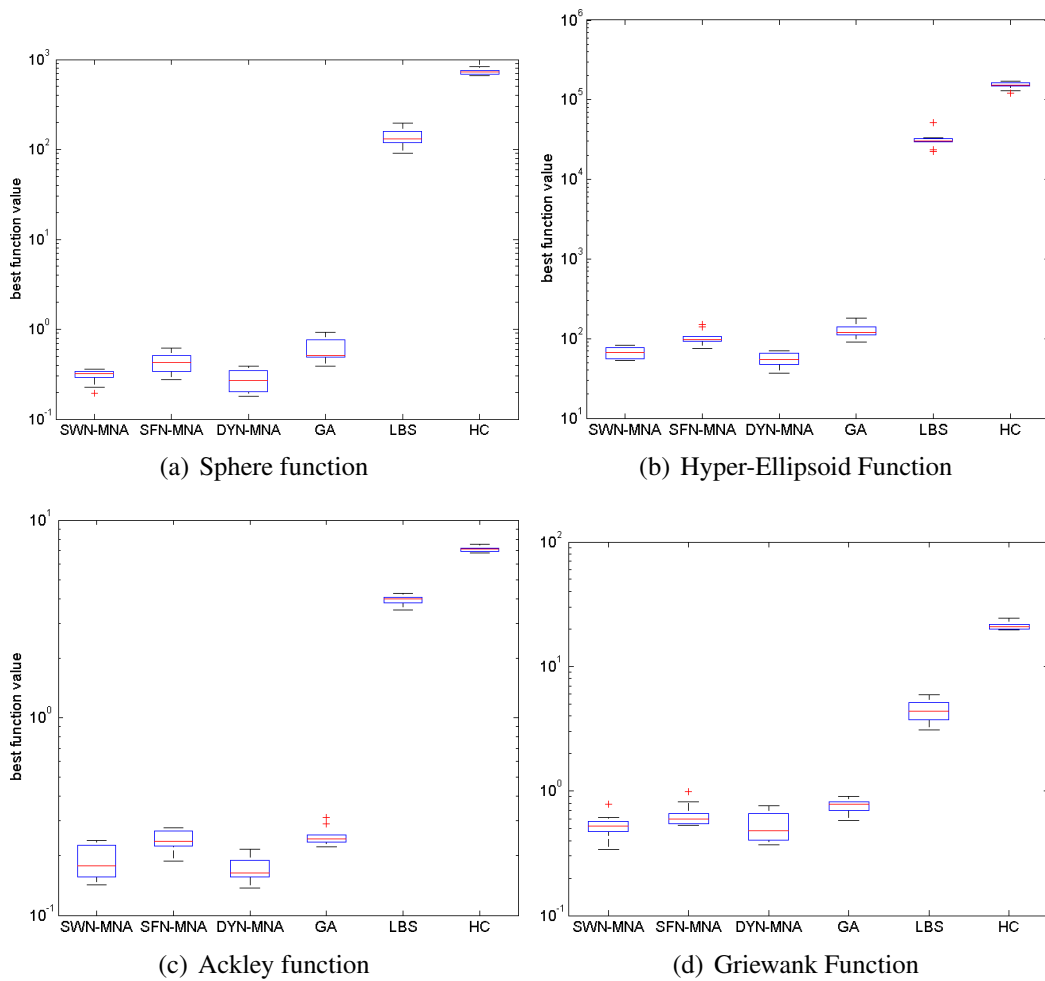 10^3
10^2
10^1
10^0
10^-1
best function value
SWN-MNA SFN-MNA DYN-MNA GA LBS HC
(a) Sphere function
10^6
10^5
10^4
10^3
10^2
10^1
best function value
SWN-MNA SFN-MNA DYN-MNA GA LBS HC
(b) Hyper-Ellipsoid Function
10^1
10^0
10^-1
best function value
SWN-MNA SFN-MNA DYN-MNA GA LBS HC
(c) Ackley function
10^2
10^1
10^0
10^-1
best function value
SWN-MNA SFN-MNA DYN-MNA GA LBS HC
(d) Griewank Function